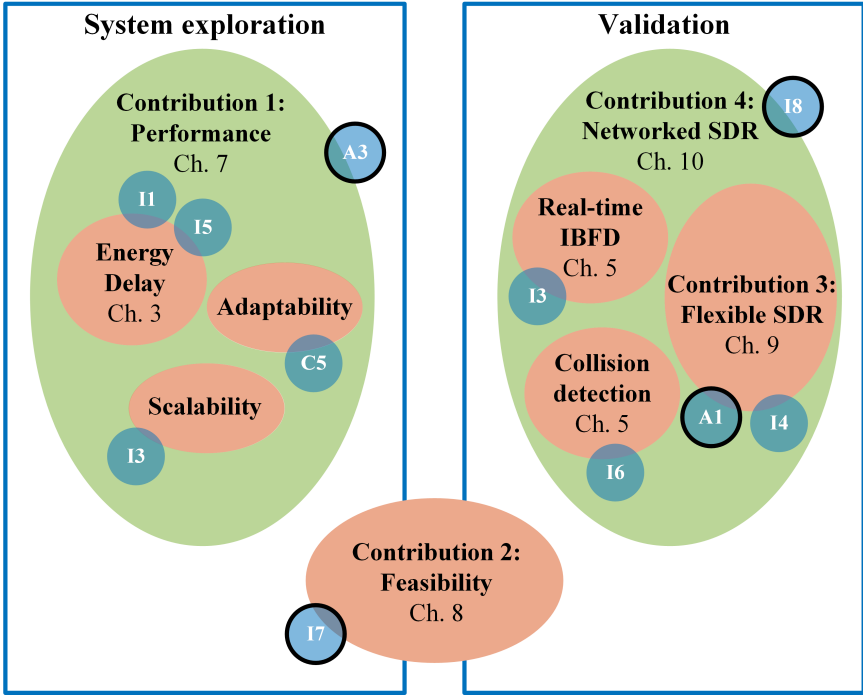 System exploration
Contribution 1:
Performance
Ch. 7
A3
I1
I5
Energy
Delay
Ch. 3
Adaptability
C5
Scalability
I3
Validation
Contribution 4:
Networked SDR
Ch. 10
I8
Real-time
IBFD
Ch. 5
I3
Contribution 3:
Flexible SDR
Ch. 9
Collision
detection
Ch. 5
A1
I4
I6
Contribution 2:
Feasibility
Ch. 8
I7